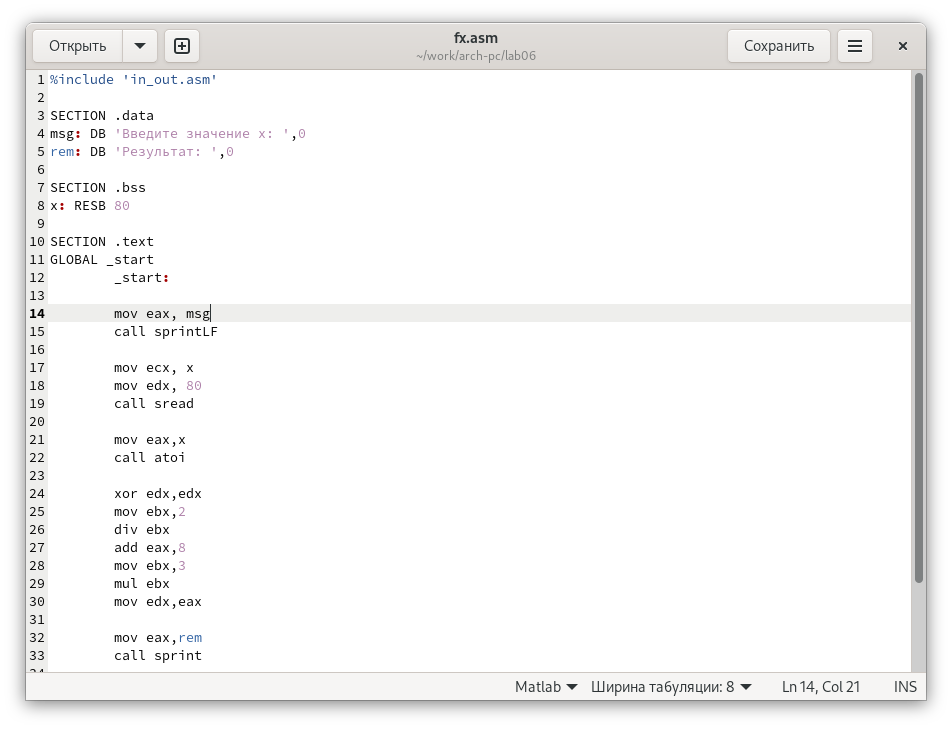 Открыть
fx.asm
~/work/arch-pc/lab06
Сохранить
1 %include 'in_out.asm'
2
3 SECTION .data
4 msg: DB 'Введите значение x: ',0
5 rem: DB 'Результат: ',0
6
7 SECTION .bss
8 x: RESB 80
9
10 SECTION .text
11 GLOBAL _start
12         _start:
13
14         mov eax, msg
15         call sprintLF
16
17         mov ecx, x
18         mov edx, 80
19         call sread
20
21         mov eax,x
22         call atoi
23
24         xor edx,edx
25         mov ebx,2
26         div ebx
27         add eax,8
28         mov ebx,3
29         mul ebx
30         mov edx,eax
31
32         mov eax,rem
33         call sprint
Matlab Ширина табуляции: 8 Ln 14, Col 21 INS